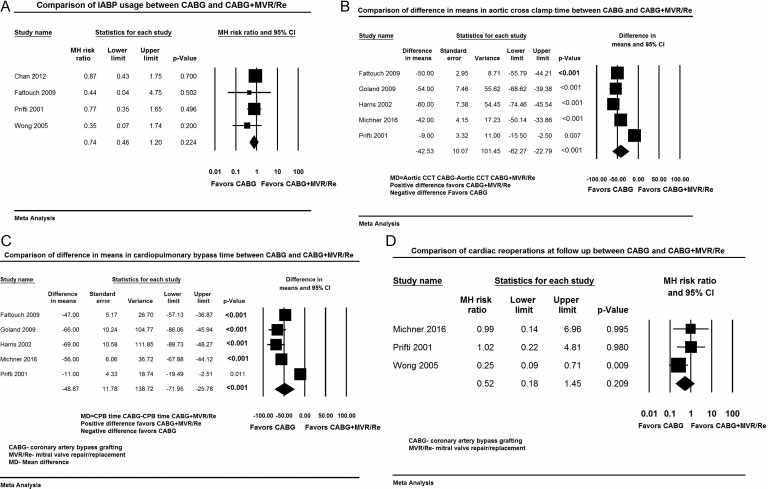 A
Comparison of IABP usage between CABG and CABG+MVR/Re
Study name Statistics for each study MH risk ratio and 95% CI
MH risk ratio Lower limit Upper limit p-Value
Chan 2012 0.87 0.43 1.75 0.700
Fattouch 2009 0.44 0.04 4.75 0.502
Prifti 2001 0.77 0.35 1.65 0.496
Wong 2005 0.35 0.07 1.74 0.200
0.74 0.46 1.20 0.224
0.01 0.1 1 10 100
Favors CABG Favors CABG+MVR/Re
Meta Analysis
B
Comparison of difference in means in aortic cross clamp time between CABG and CABG+MVR/Re
Study name Statistics for each study Difference in means and 95% CI
Difference in means Standard error Variance Lower limit Upper limit p-Value
Fattouch 2009 -50.00 2.95 8.71 -55.79 -44.21 <0.001
Goland 2009 -54.00 7.46 55.62 -68.62 -39.38 <0.001
Harris 2002 -60.00 7.38 54.45 -74.46 -45.54 <0.001
Michner 2016 -42.00 4.15 17.23 -50.14 -33.86 <0.001
Prifti 2001 -9.00 3.32 11.00 -15.50 -2.50 0.007
-42.53 10.07 101.45 -62.27 -22.79 <0.001
-100.00 -50.00 0.00 50.00 100.00
Favors CABG Favors CABG+MVR/Re
MD=Aortic CCT CABG-Aortic CCT CABG+MVR/Re
Positive difference favors CABG+MVR/Re
Negative difference Favors CABG
Meta Analysis
C
Comparison of difference in means in cardiopulmonary bypass time between CABG and CABG+MVR/Re
Study name Statistics for each study Difference in means and 95% CI
Difference in means Standard error Variance Lower limit Upper limit p-Value
Fattouch 2009 -47.00 5.17 26.70 -57.13 -36.87 <0.001
Goland 2009 -66.00 10.24 104.77 -86.06 -45.94 <0.001
Harris 2002 -69.00 10.58 111.85 -89.73 -48.27 <0.001
Michner 2016 -56.00 6.06 36.72 -67.88 -44.12 <0.001
Prifti 2001 -11.00 4.33 18.74 -19.49 -2.51 0.011
-48.87 11.78 138.72 -71.95 -25.78 <0.001
-100.00 -50.00 0.00 50.00 100.00
Favors CABG Favors CABG+MVR/Re
MD=CPB time CABG-CPB time CABG+MVR/Re
Positive difference favors CABG+MVR/Re
Negative difference favors CABG
CABG- coronary artery bypass grafting
MVR/Re- mitral valve repair/replacement
MD- Mean difference
Meta Analysis
D
Comparison of cardiac reoperations at follow up between CABG and CABG+MVR/Re
Study name Statistics for each study MH risk ratio and 95% CI
MH risk ratio Lower limit Upper limit p-Value
Michner 2016 0.99 0.14 6.96 0.995
Prifti 2001 1.02 0.22 4.81 0.980
Wong 2005 0.25 0.09 0.71 0.009
0.52 0.18 1.45 0.209
0.01 0.1 1 10 100
Favors CABG Favors CABG+MVR/Re
CABG- coronary artery bypass grafting
MVR/Re- mitral valve repair/replacement
Meta Analysis